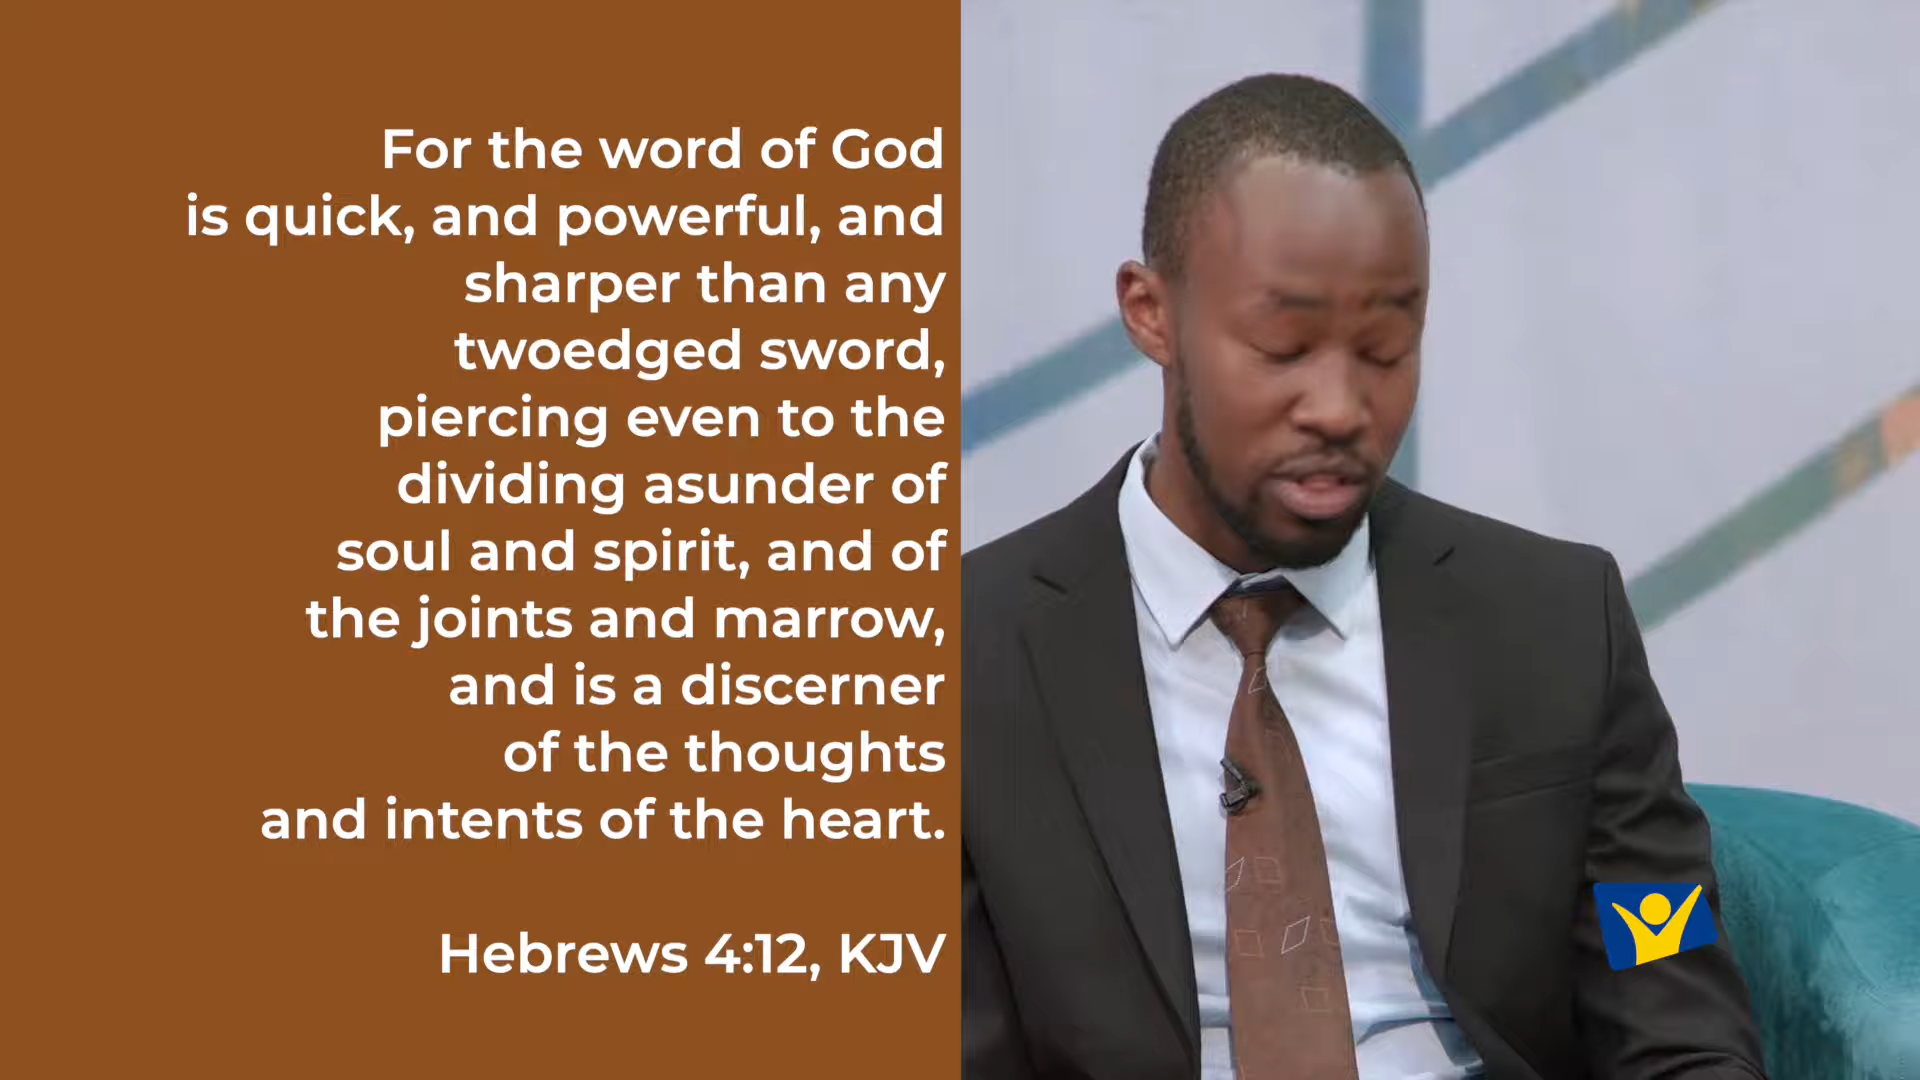 For the word of God
is quick, and powerful, and
sharper than any
twoedged sword,
piercing even to the
dividing asunder of
soul and spirit, and of
the joints and marrow,
and is a discerner
of the thoughts
and intents of the heart.
Hebrews 4:12, KJV